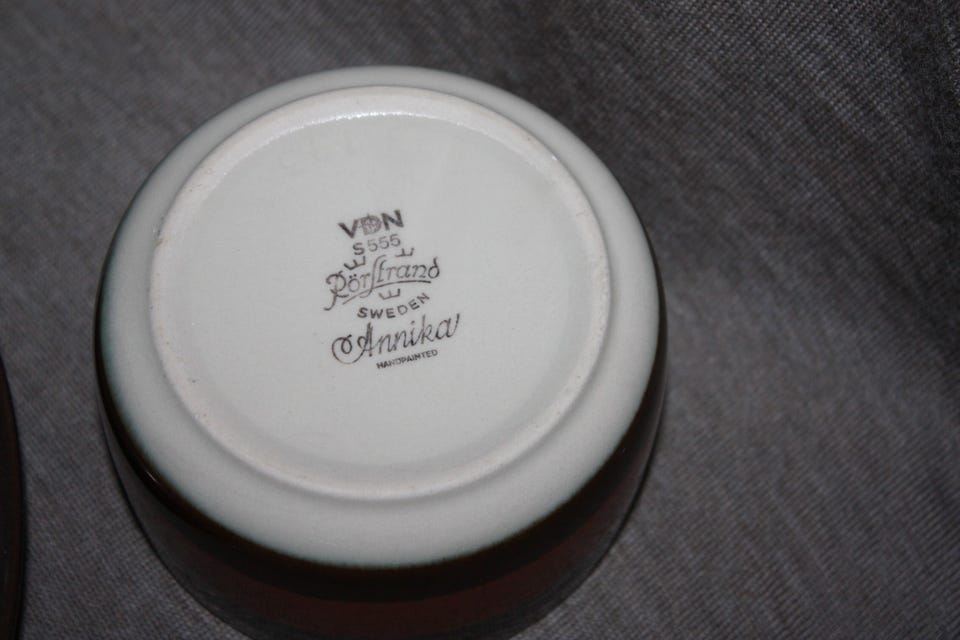 VDN
S555
Rörstrand
SWEDEN
Annika
HANDPAINTED